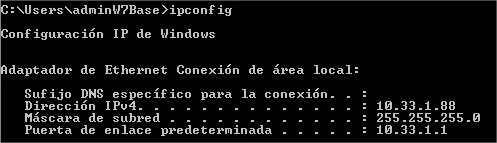 C:\Users\adminW7Base>ipconfig
Configuración IP de Windows
Adaptador de Ethernet Conexión de área local:
Sufijo DNS específico para la conexión. . :
Dirección IPv4. . . . . . . . . . . . . . : 10.33.1.88
Máscara de subred . . . . . . . . . . . . : 255.255.255.0
Puerta de enlace predeterminada . . . . . : 10.33.1.1